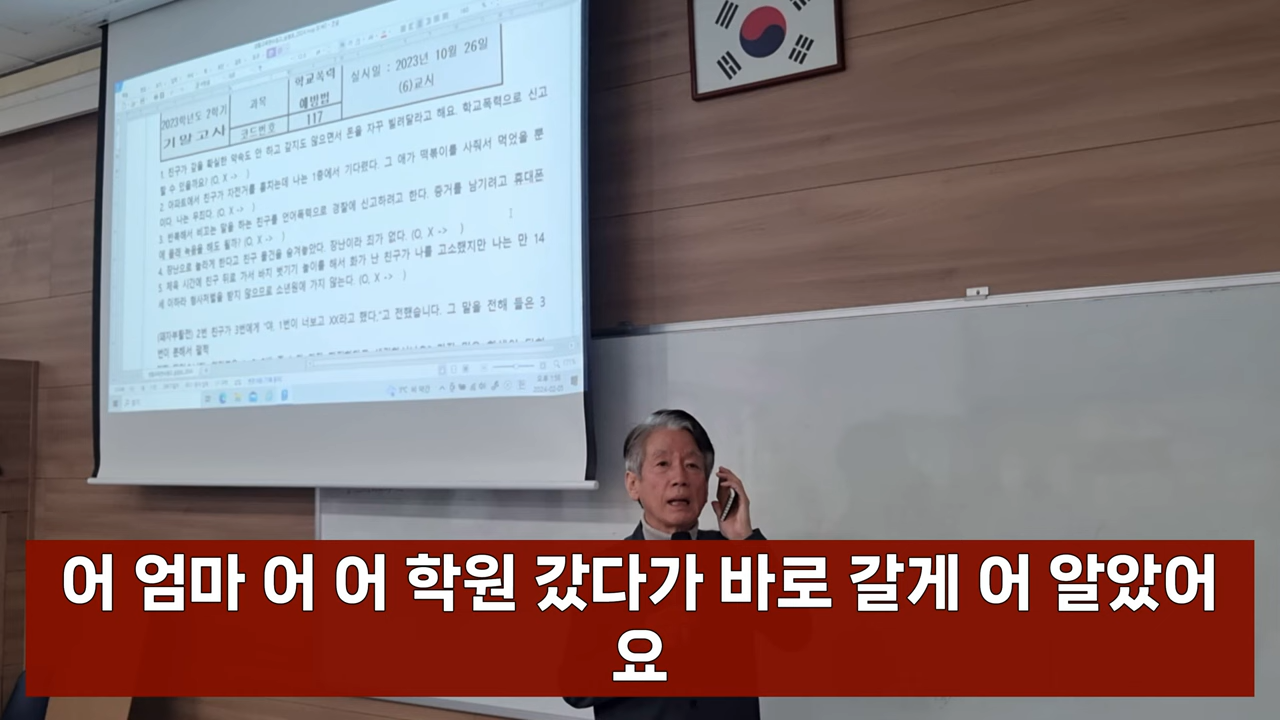 2023학년도 2학기
기말고사
과목
코드번호
학교폭력
예방법
117
실시일 : 2023년 10월 26일
(6)교시
1. 친구가 갚을 확실한 약속도 안 하고 갚지도 않으면서 돈을 자꾸 빌려달라고 해요. 학교폭력으로 신고
할 수 있을까요? (O, X -> )
2. 아파트에서 친구가 자전거를 훔치는데 나는 1층에서 기다렸다. 그 애가 떡볶이를 사줘서 먹었을 뿐
이다. 나는 무죄다. (O, X -> )
3. 반복해서 비꼬는 말을 하는 친구를 언어폭력으로 경찰에 신고하려고 한다. 증거를 남기려고 휴대폰
에 몰래 녹음을 해도 될까? (O, X -> )
4. 장난으로 놀라게 한다고 친구 물건을 숨겨놓았다. 장난이라 죄가 없다. (O, X -> )
5. 체육 시간에 친구 뒤로 가서 바지 벗기기 놀이를 해서 화가 난 친구가 나를 고소했지만 나는 만 14
세 이하라 형사처벌을 받지 않으므로 소년원에 가지 않는다. (O, X -> )
(패자부활전) 2번 친구가 3번에게 "야, 1번이 너보고 XX라고 했다."고 전했습니다. 그 말을 전해 들은 3
번이 분해서 펄쩍
어 엄마 어 어 학원 갔다가 바로 갈게 어 알았어
요